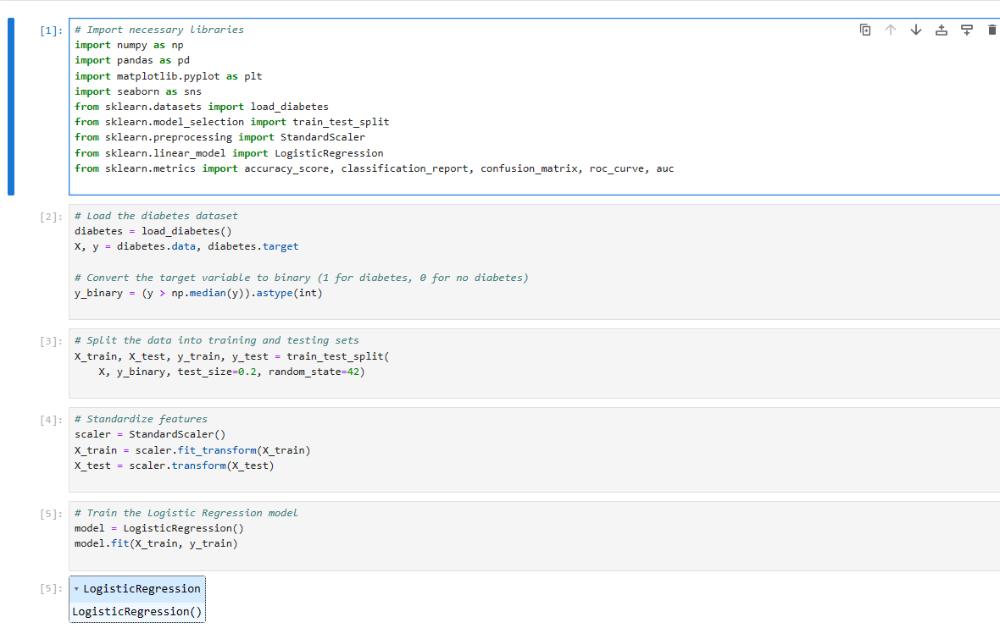 [1]:
# Import necessary libraries
import numpy as np
import pandas as pd
import matplotlib.pyplot as plt
import seaborn as sns
from sklearn.datasets import load_diabetes
from sklearn.model_selection import train_test_split
from sklearn.preprocessing import StandardScaler
from sklearn.linear_model import LogisticRegression
from sklearn.metrics import accuracy_score, classification_report, confusion_matrix, roc_curve, auc
[2]:
# Load the diabetes dataset
diabetes = load_diabetes()
X, y = diabetes.data, diabetes.target
# Convert the target variable to binary (1 for diabetes, 0 for no diabetes)
y_binary = (y > np.median(y)).astype(int)
[3]:
# Split the data into training and testing sets
X_train, X_test, y_train, y_test = train_test_split(
    X, y_binary, test_size=0.2, random_state=42)
[4]:
# Standardize features
scaler = StandardScaler()
X_train = scaler.fit_transform(X_train)
X_test = scaler.transform(X_test)
[5]:
# Train the Logistic Regression model
model = LogisticRegression()
model.fit(X_train, y_train)
[5]:
LogisticRegression
LogisticRegression()